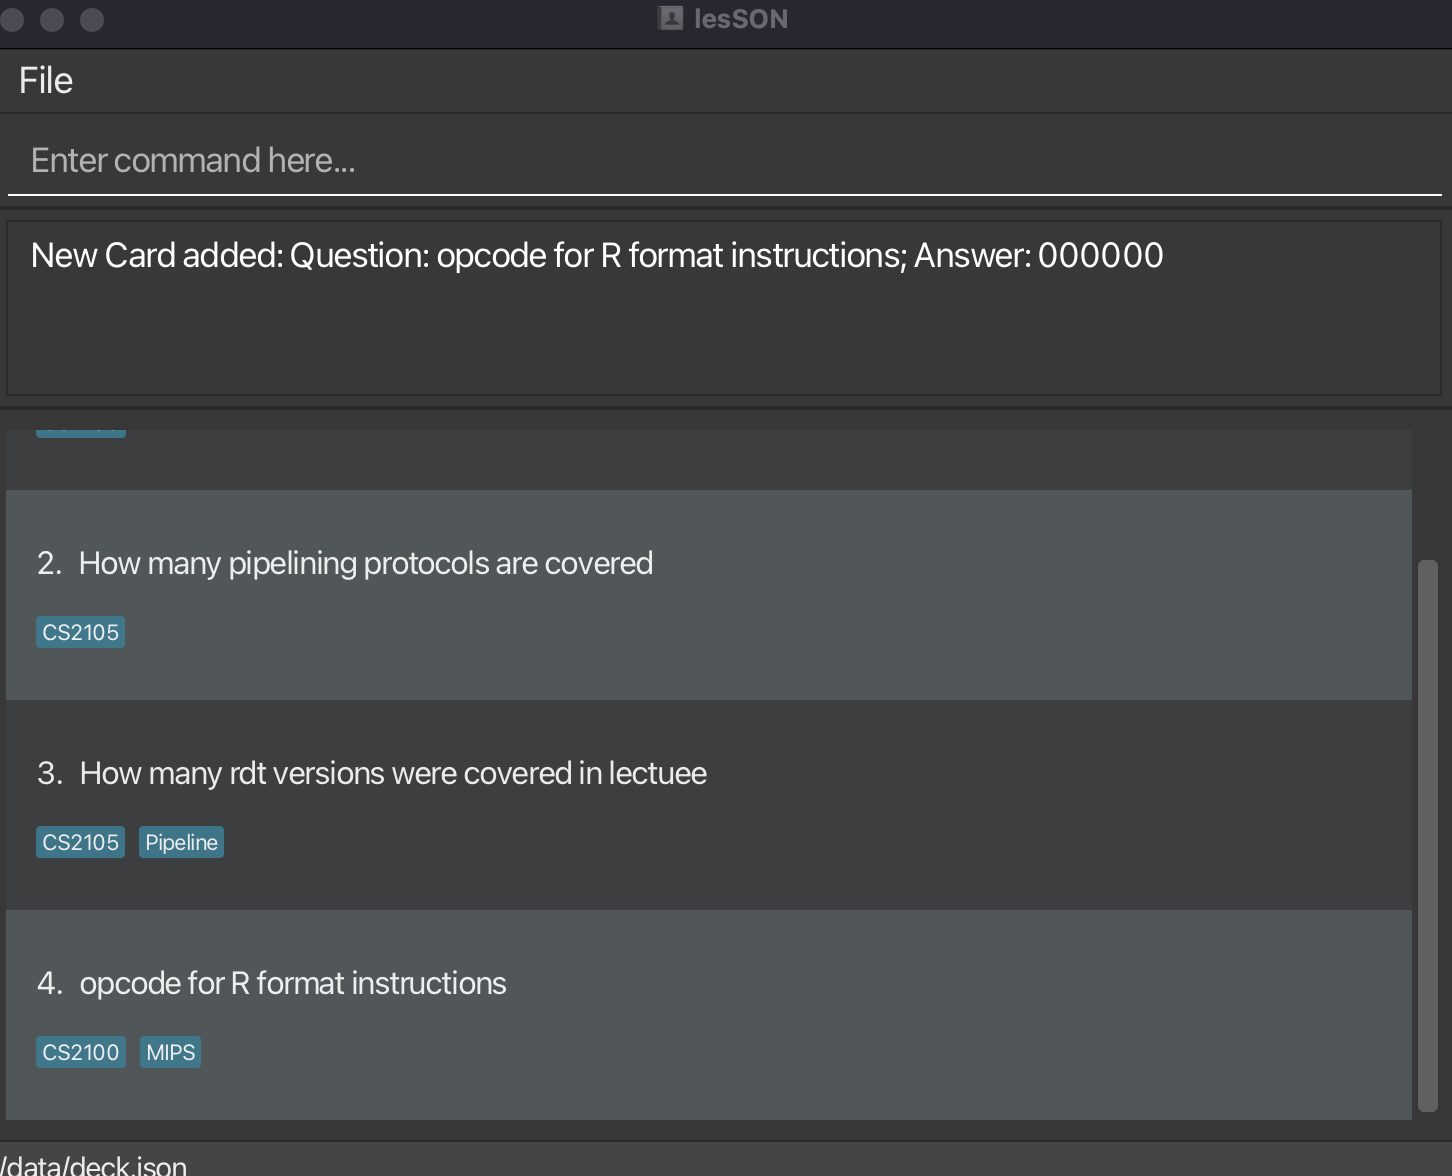 lesSON
File
Enter command here...
New Card added: Question: opcode for R format instructions; Answer: 000000
2. How many pipelining protocols are covered
CS2105
3. How many rdt versions were covered in lectuee
CS2105 Pipeline
4. opcode for R format instructions
CS2100 MIPS
/data/deck.json